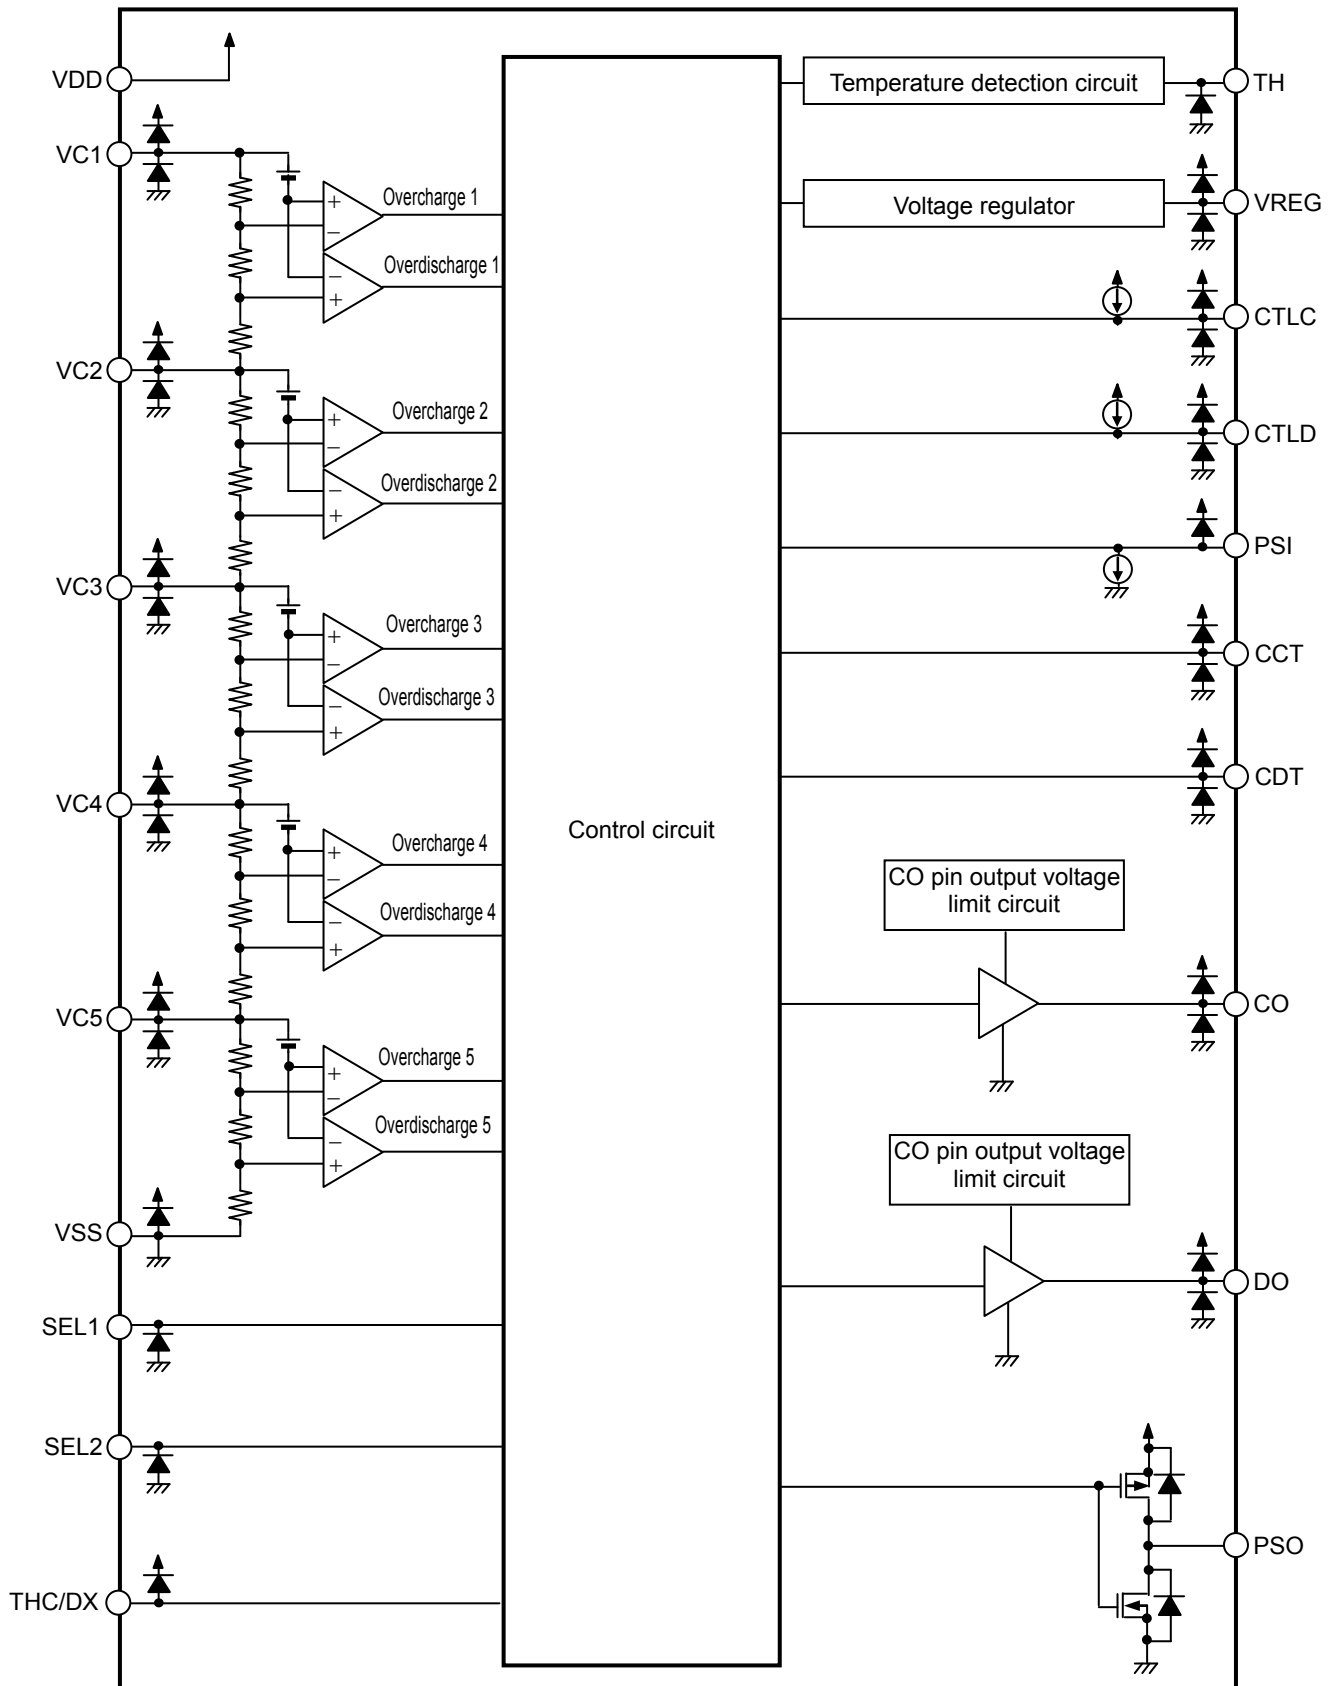 VDD
VC1
VC2
VC3
VC4
VC5
VSS
SEL1
SEL2
THC/DX
+
−
−
+
Overcharge 1
Overdischarge 1
+
−
−
+
Overcharge 2
Overdischarge 2
+
−
−
+
Overcharge 3
Overdischarge 3
+
−
−
+
Overcharge 4
Overdischarge 4
+
−
−
+
Overcharge 5
Overdischarge 5
Control circuit
Temperature detection circuit
Voltage regulator
CO pin output voltage
limit circuit
CO pin output voltage
limit circuit
TH
VREG
CTLC
CTLD
PSI
CCT
CDT
CO
DO
PSO